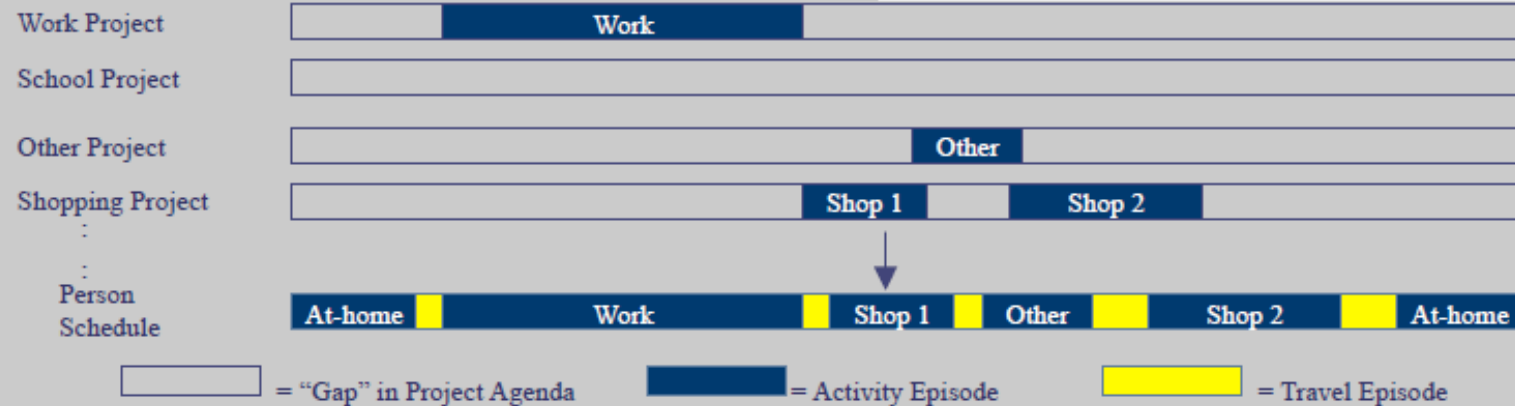 Work Project
Work
School Project
Other Project
Other
Shopping Project
Shop 1
Shop 2
:
:
Person
Schedule
At-home
Work
Shop 1
Other
Shop 2
At-home
= “Gap” in Project Agenda
= Activity Episode
= Travel Episode